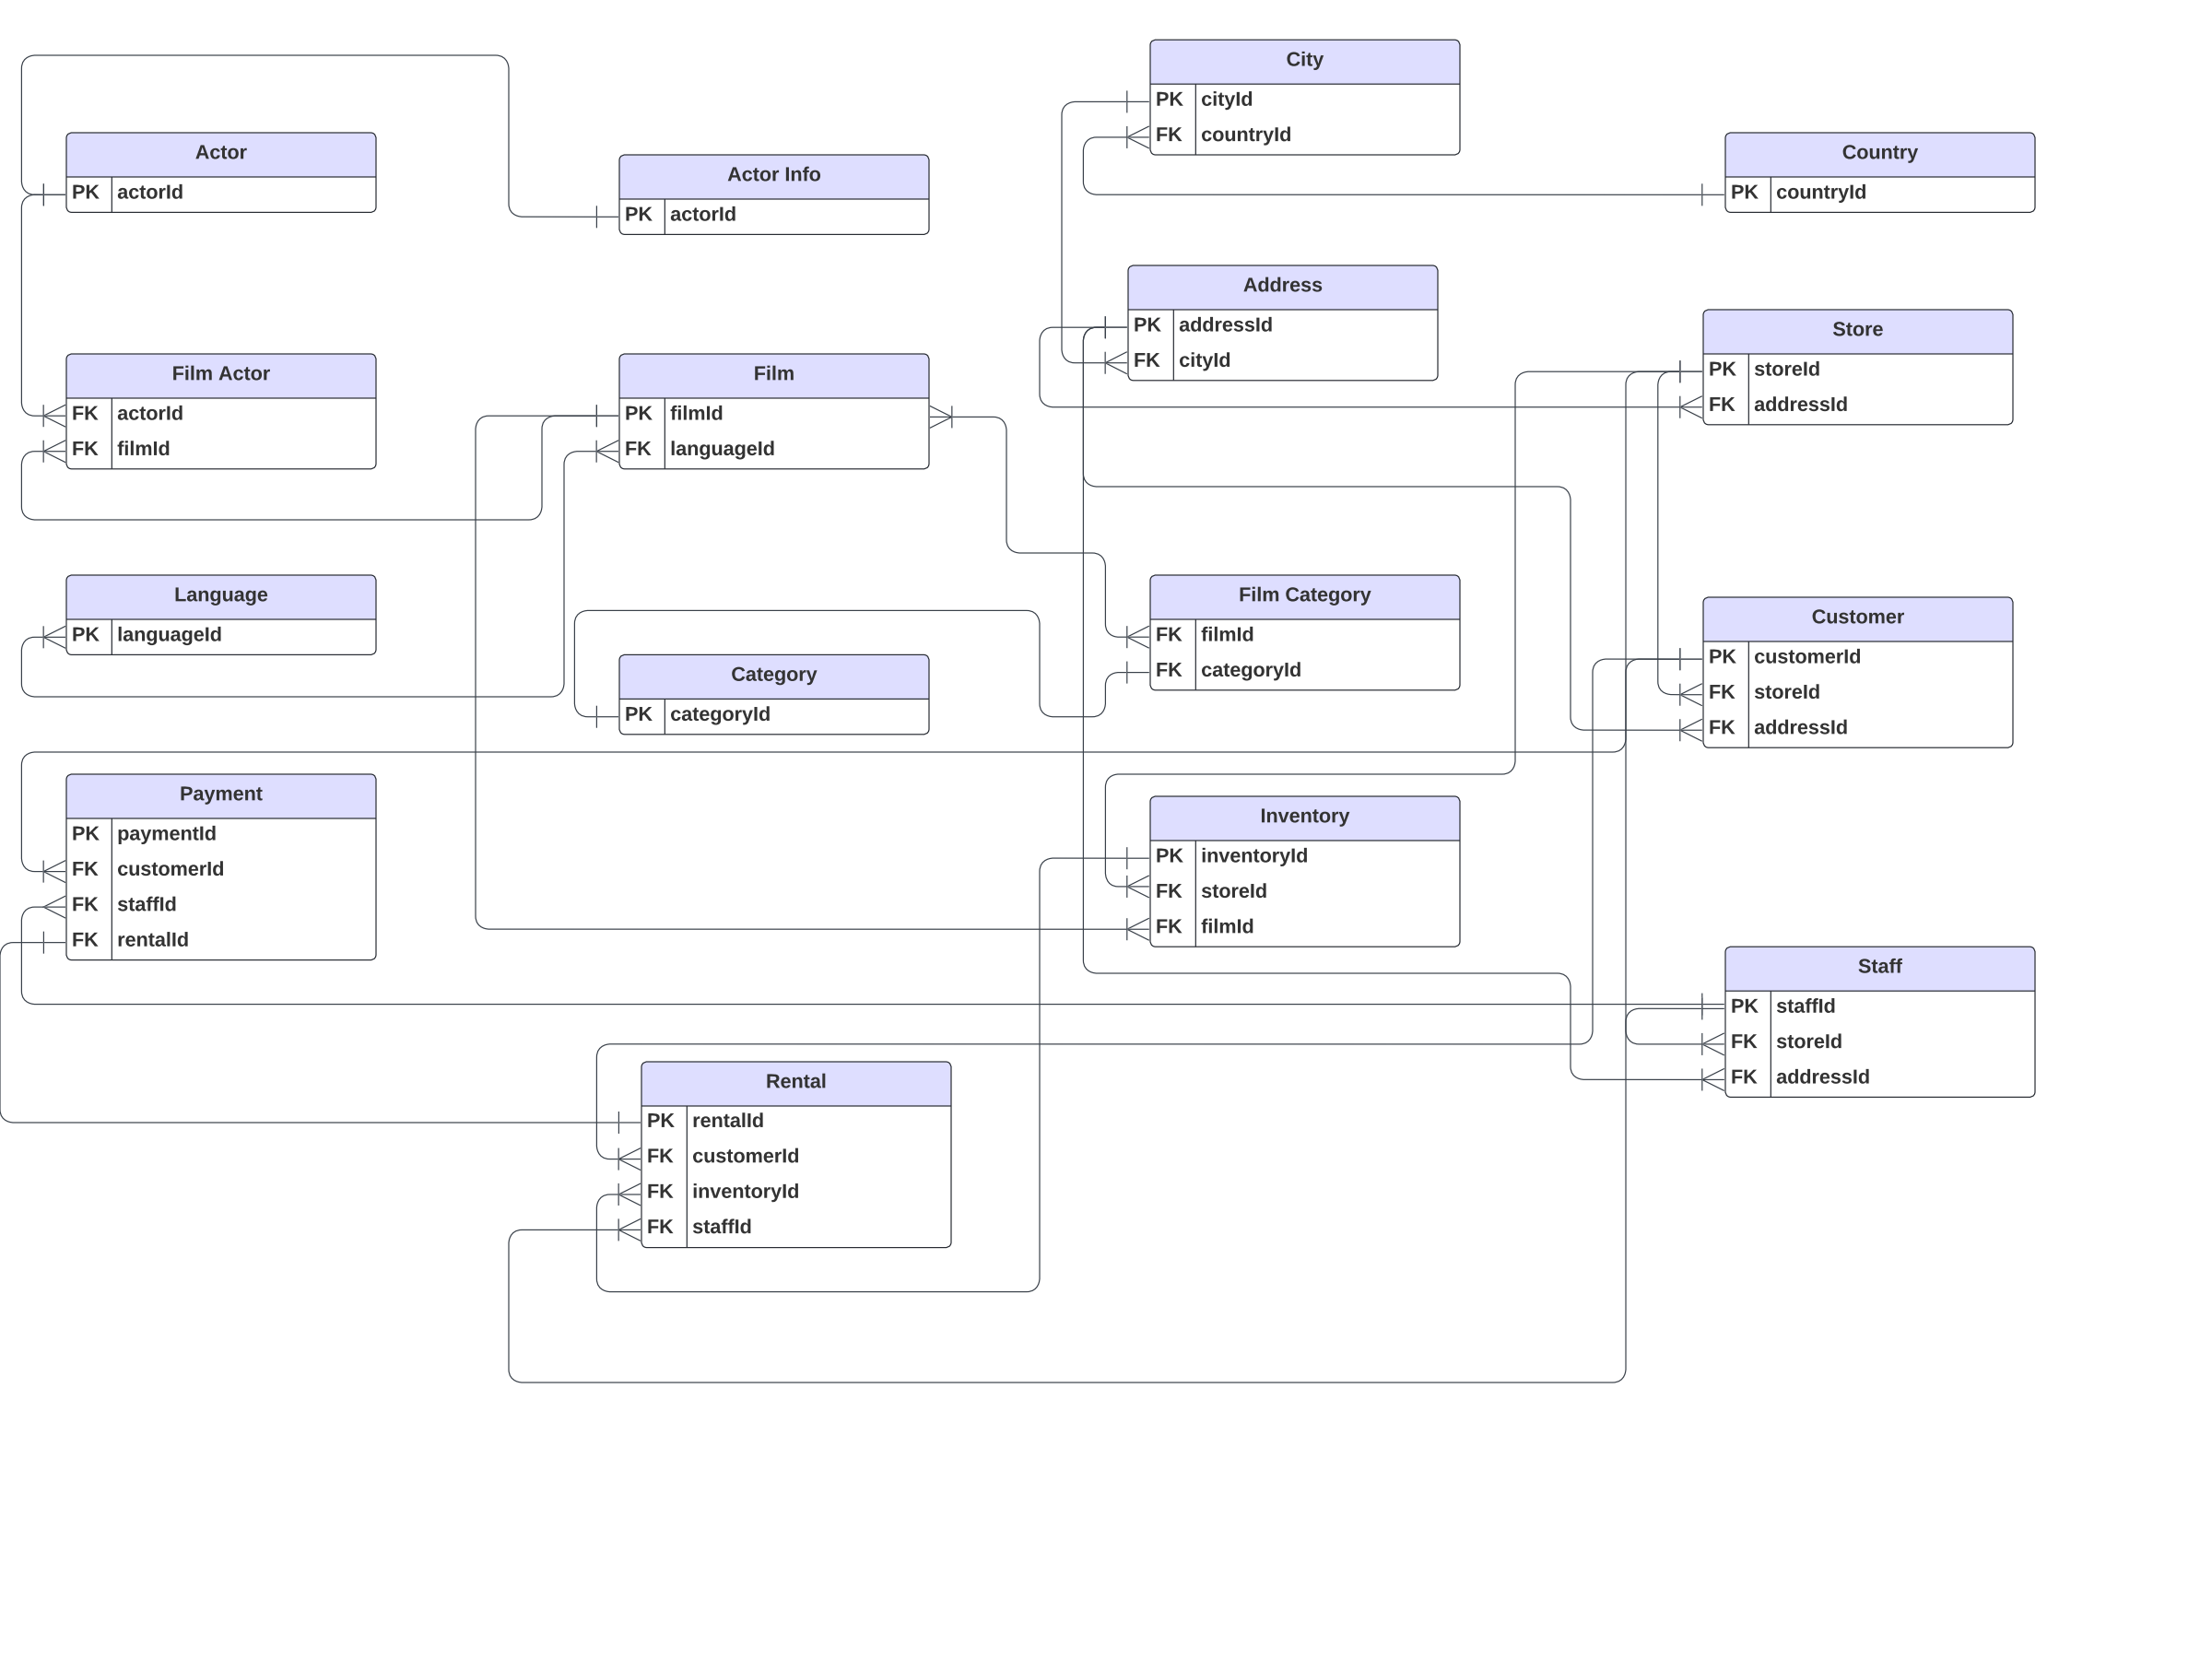 City
PK cityId
FK countryId
Actor
PK actorId
Actor Info
PK actorId
Country
PK countryId
Address
PK addressId
FK cityId
Store
PK storeId
FK addressId
Film Actor
FK actorId
FK filmId
Film
PK filmId
FK languageId
Language
PK languageId
Film Category
FK filmId
FK categoryId
Customer
PK customerId
FK storeId
FK addressId
Category
PK categoryId
Payment
PK paymentId
FK customerId
FK staffId
FK rentalId
Inventory
PK inventoryId
FK storeId
FK filmId
Staff
PK staffId
FK storeId
FK addressId
Rental
PK rentalId
FK customerId
FK inventoryId
FK staffId